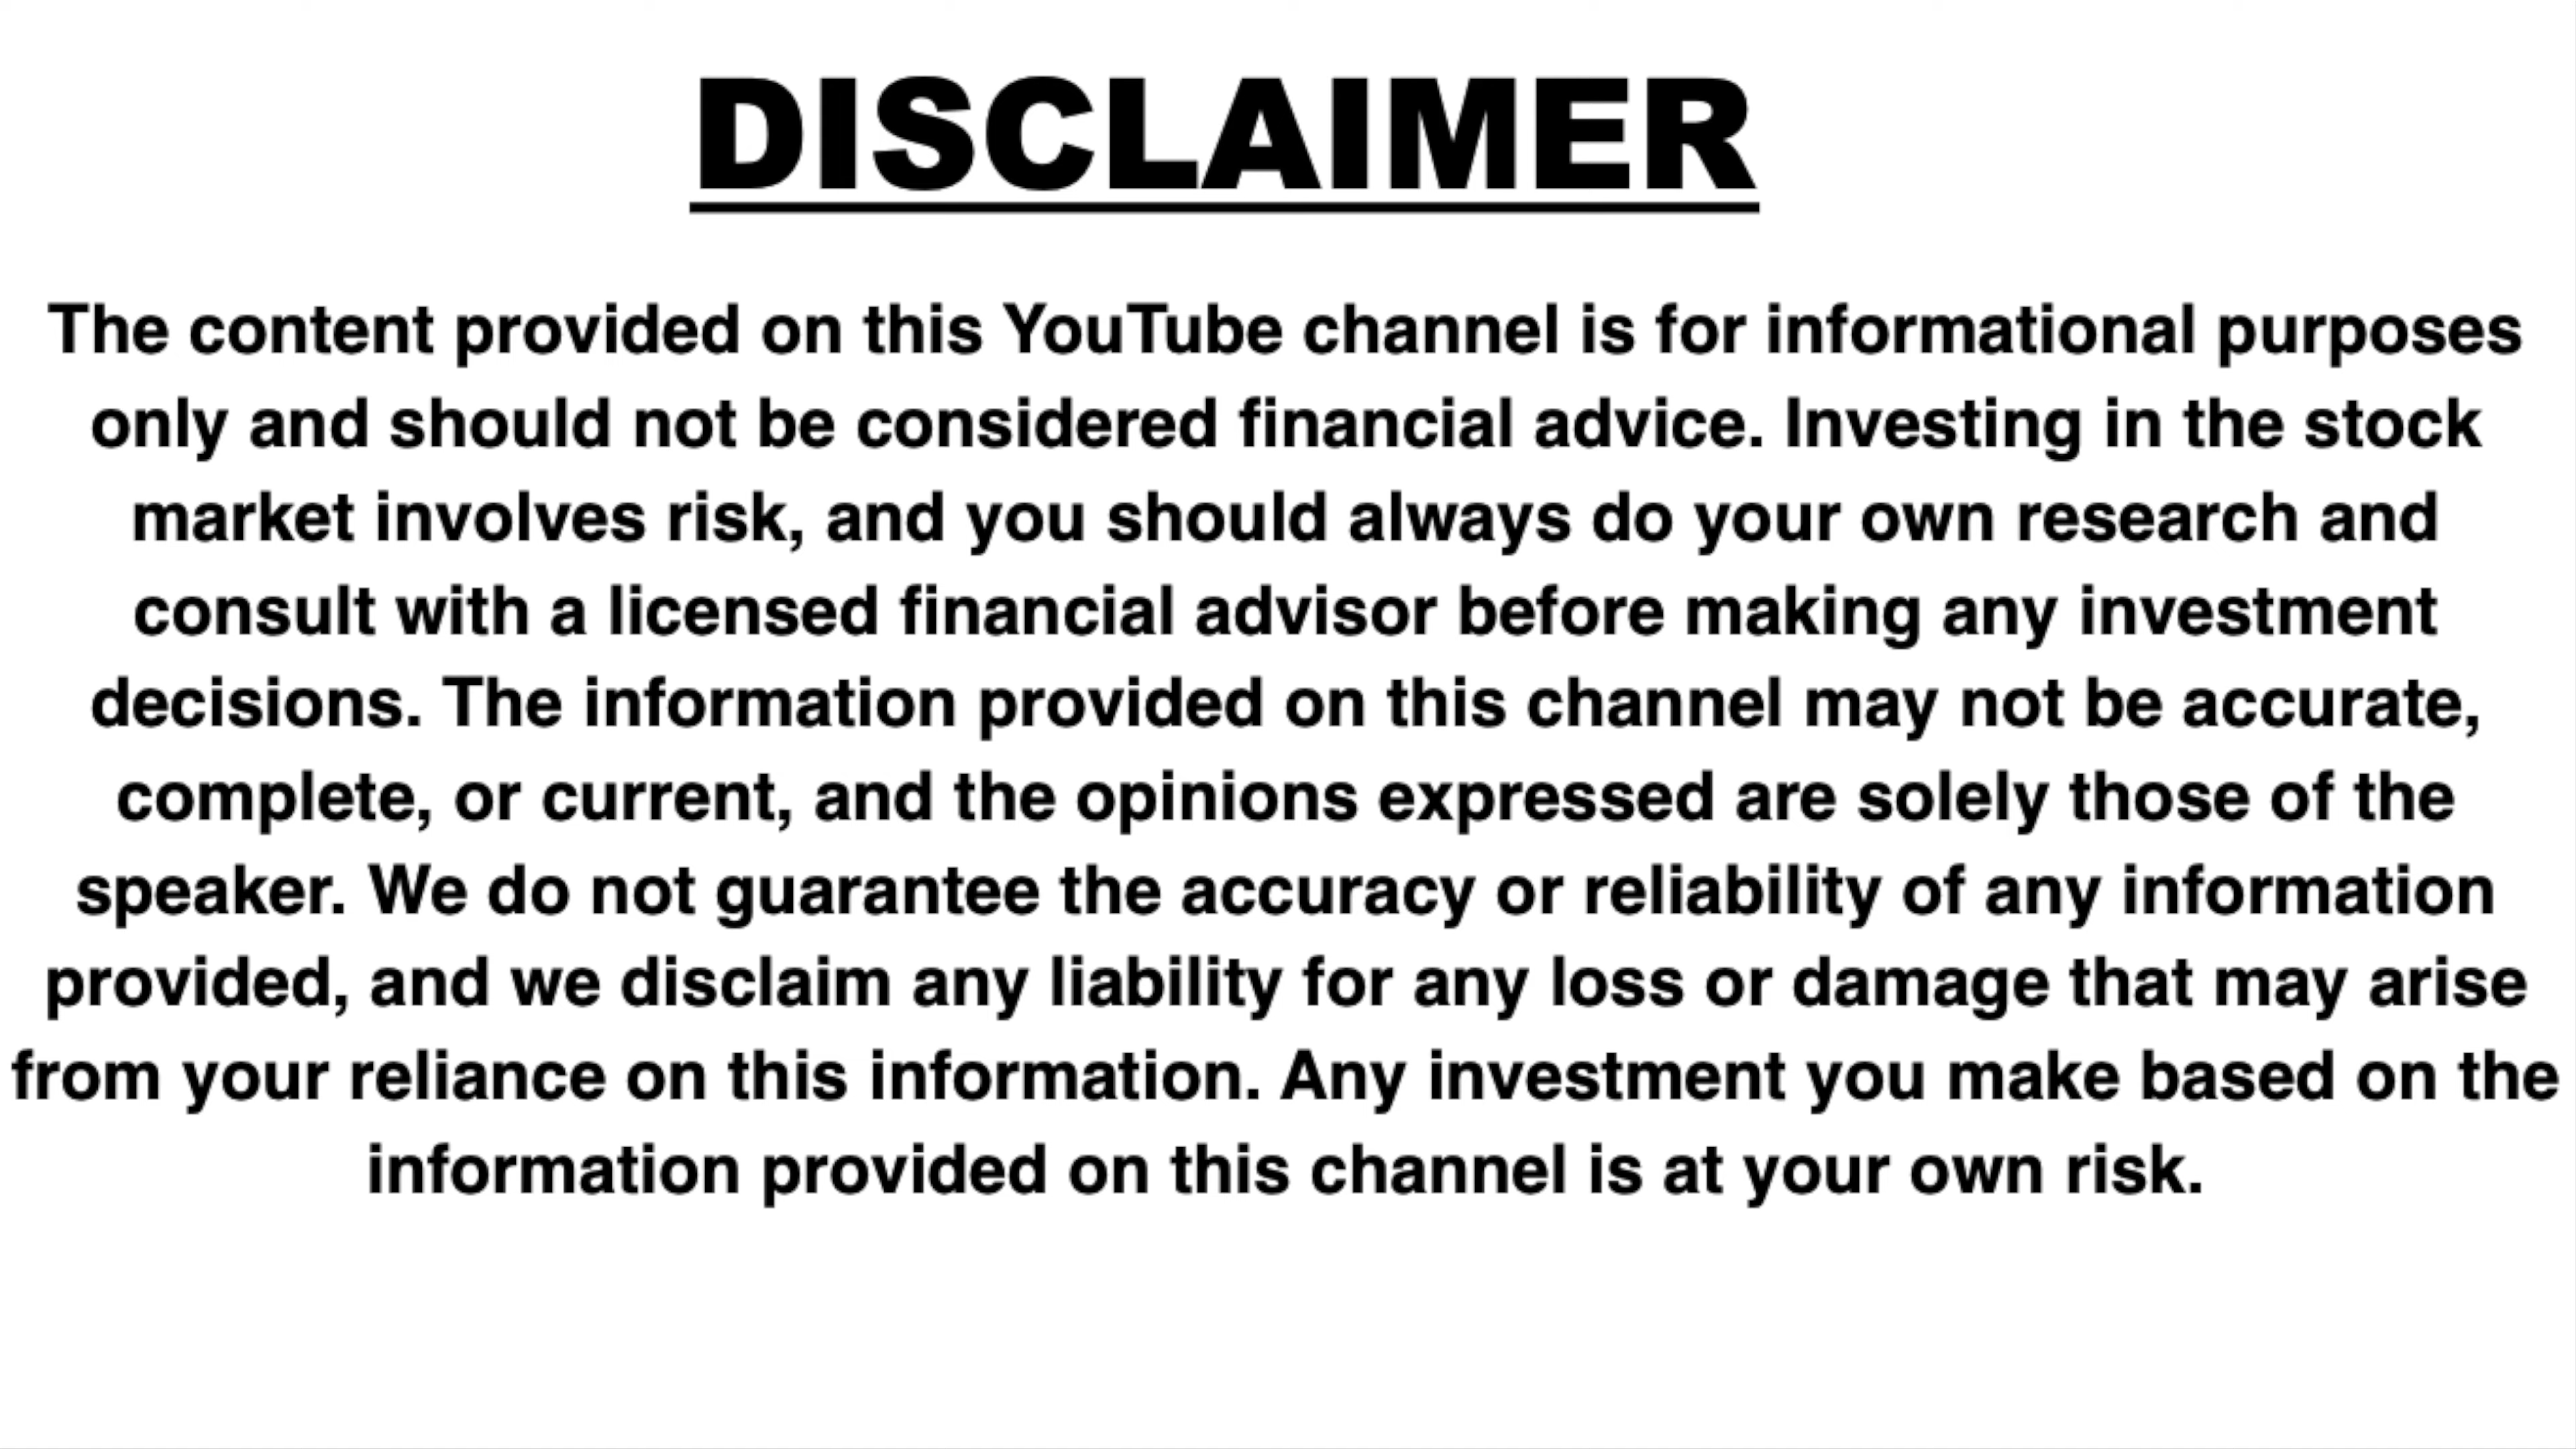 DISCLAIMER
The content provided on this YouTube channel is for informational purposes
only and should not be considered financial advice. Investing in the stock
market involves risk, and you should always do your own research and
consult with a licensed financial advisor before making any investment
decisions. The information provided on this channel may not be accurate,
complete, or current, and the opinions expressed are solely those of the
speaker. We do not guarantee the accuracy or reliability of any information
provided, and we disclaim any liability for any loss or damage that may arise
from your reliance on this information. Any investment you make based on the
information provided on this channel is at your own risk.